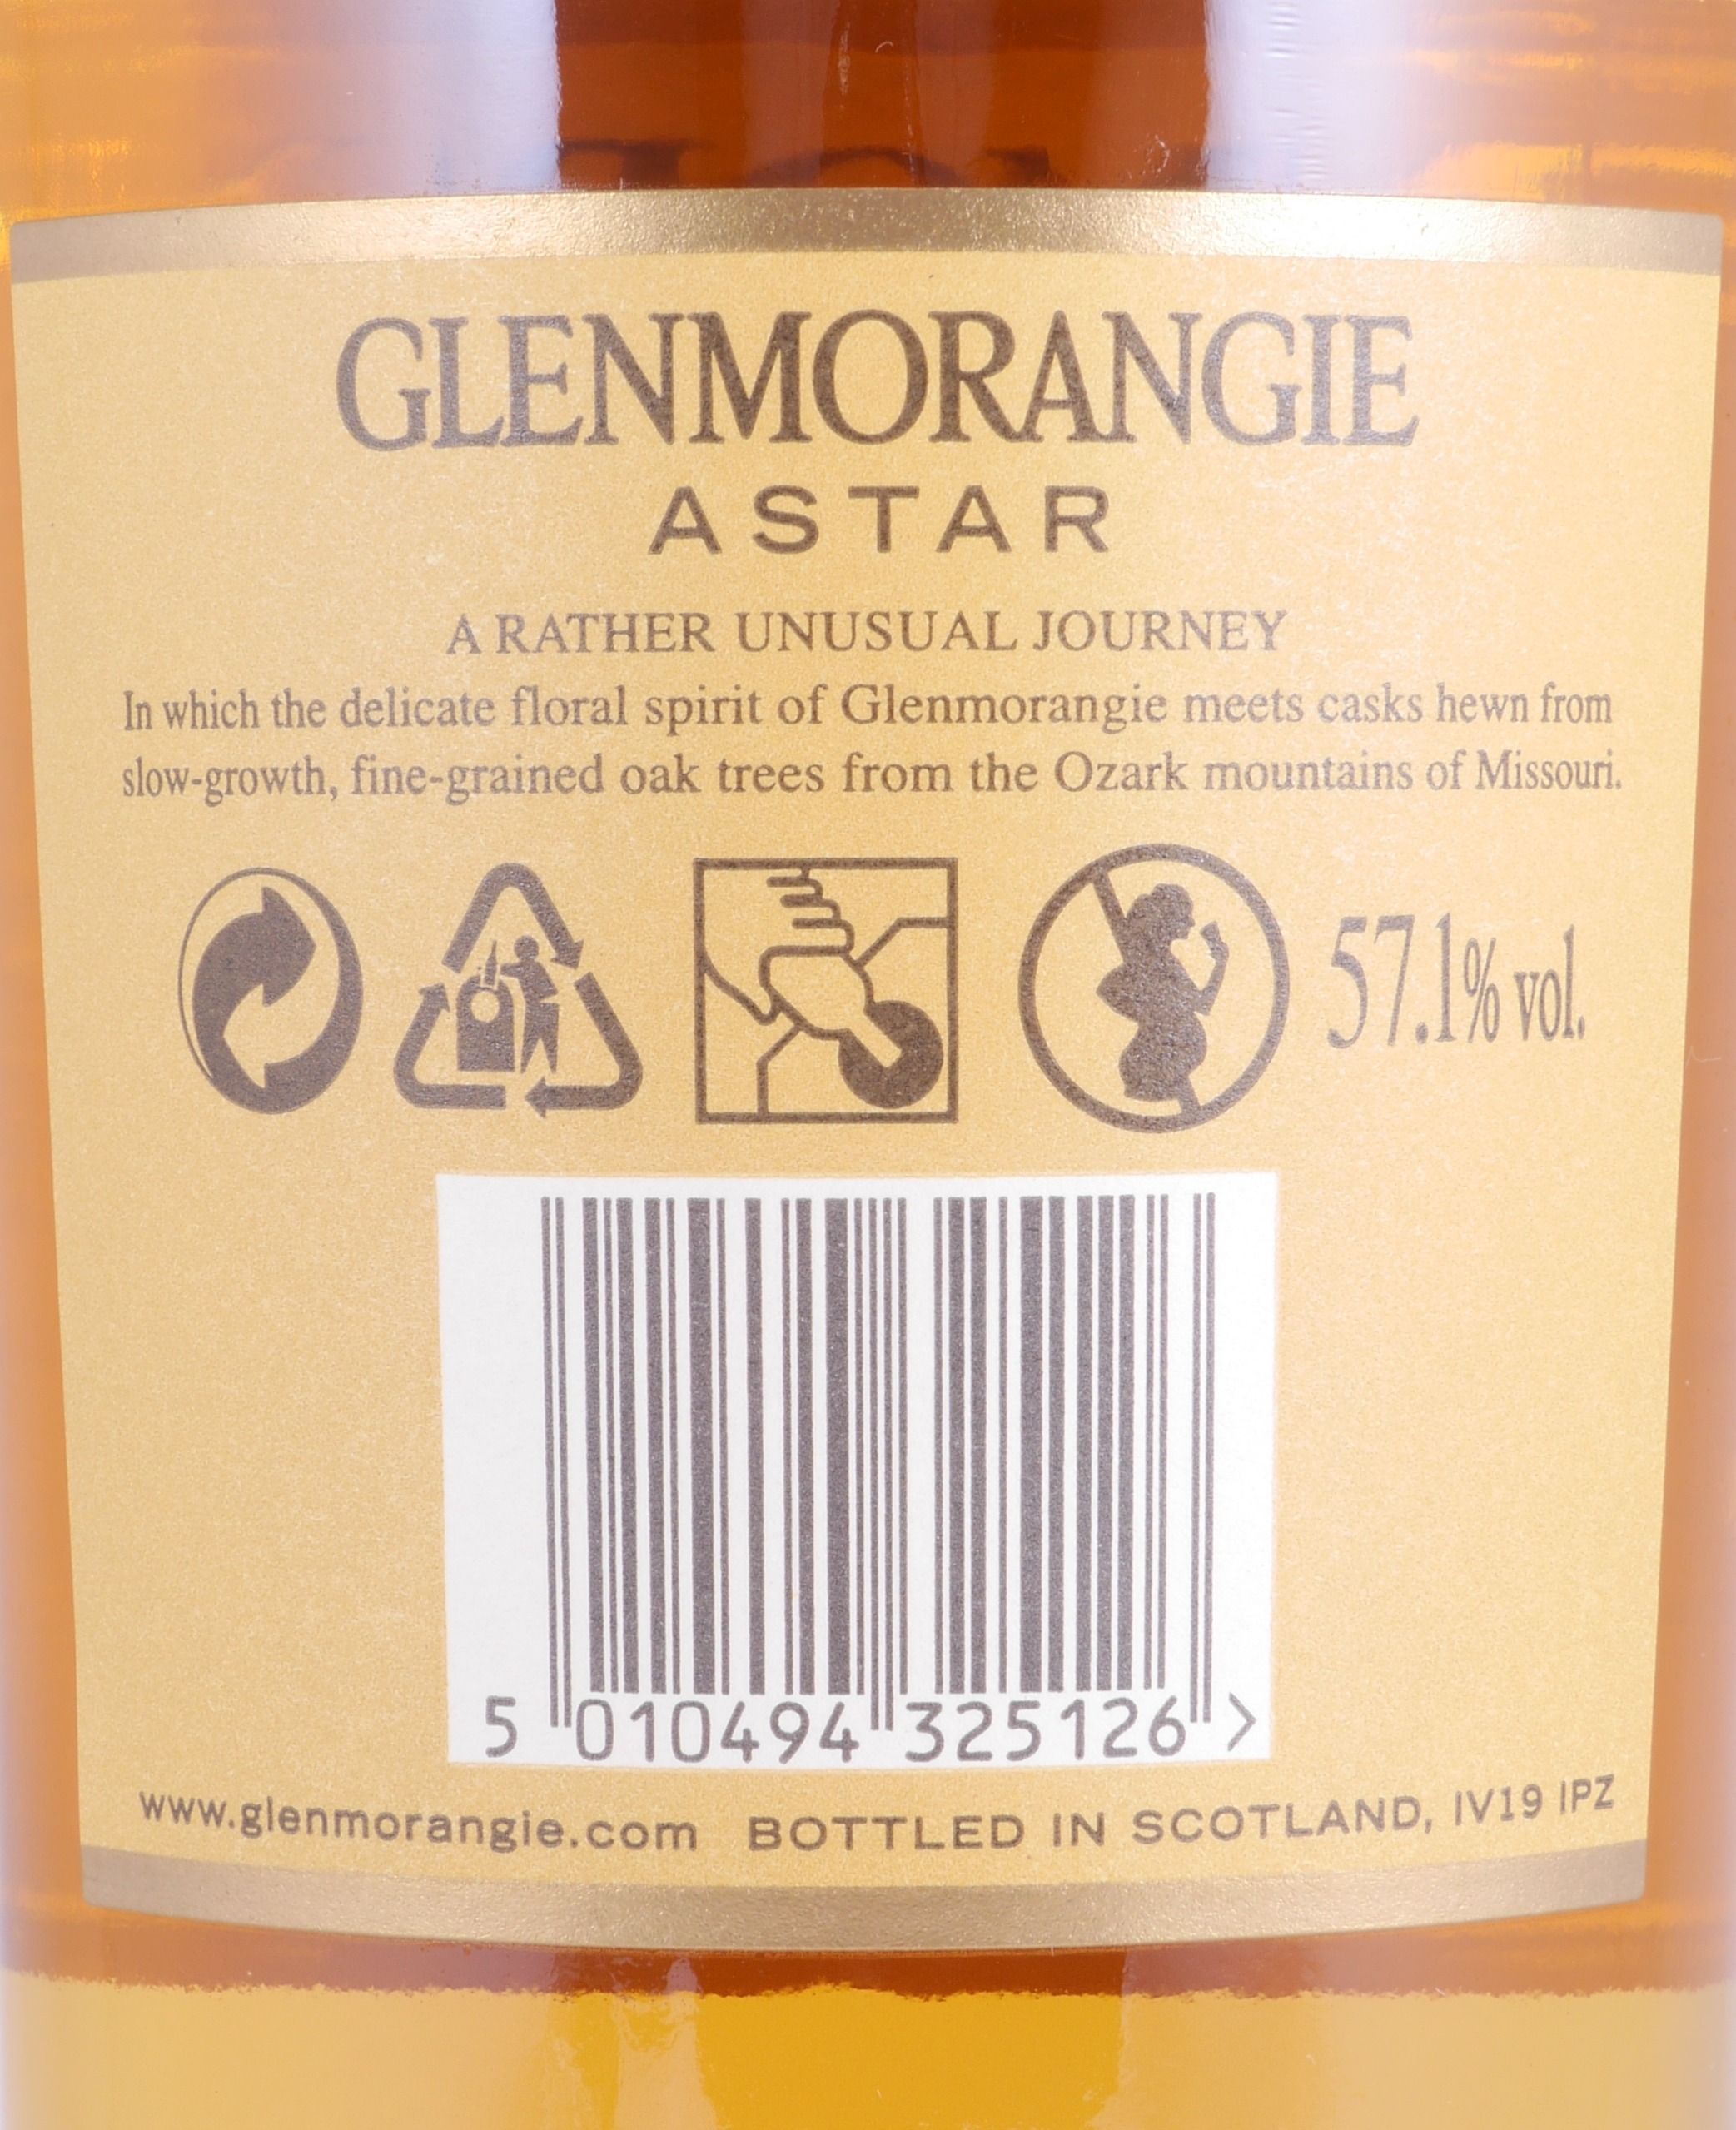 GLENMORANGIE
ASTAR
A RATHER UNUSUAL JOURNEY
In which the delicate floral spirit of Glenmorangie meets casks hewn from
slow-growth, fine-grained oak trees from the Ozark mountains of Missouri.
57.1% vol.
5 010494 325126 >
www.glenmorangie.com BOTTLED IN SCOTLAND, IV19 1PZ